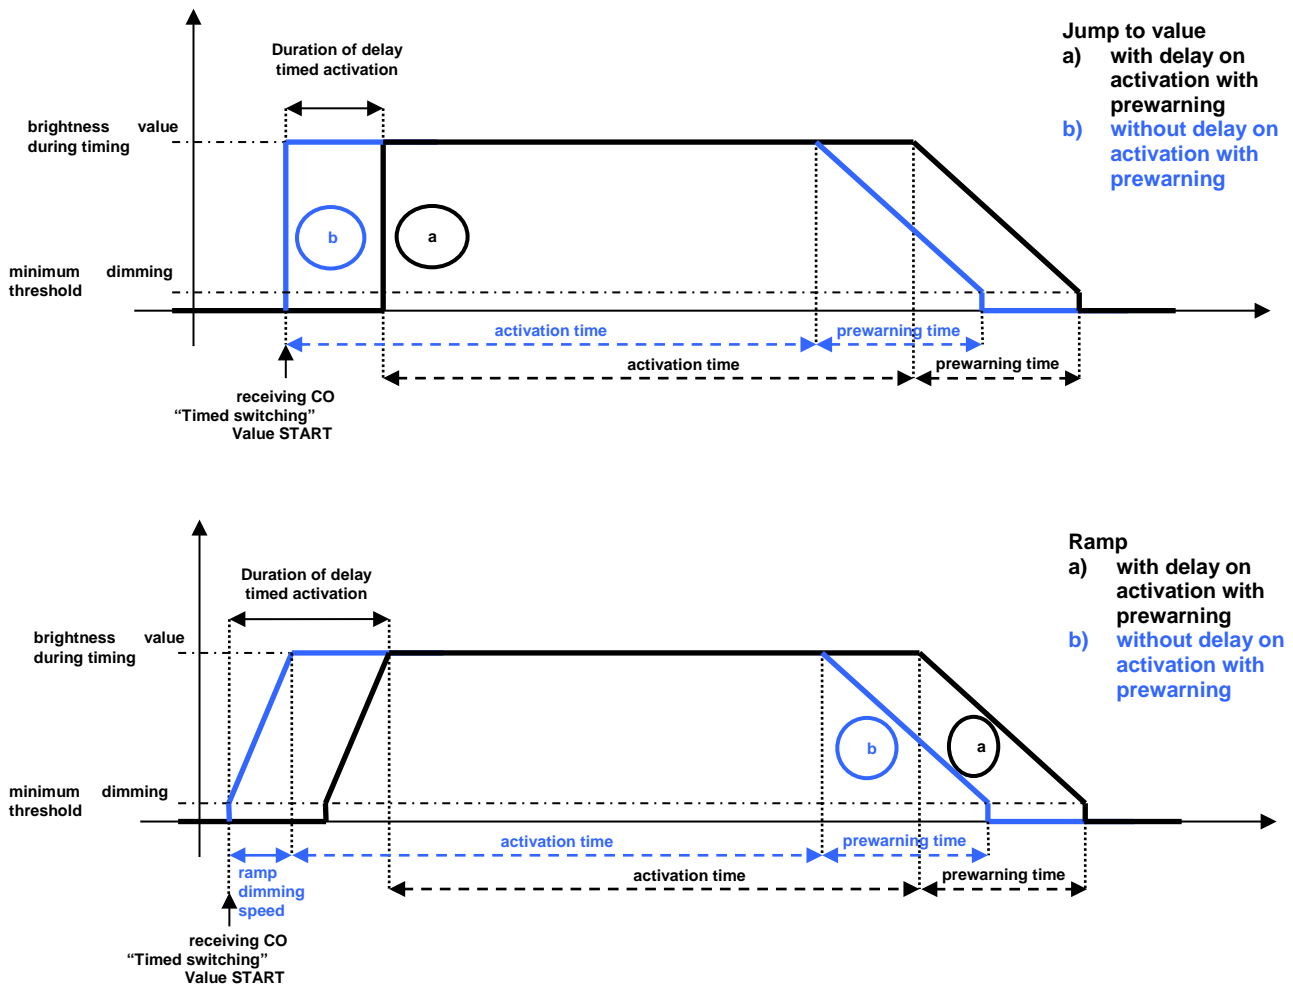 Jump to value
a) with delay on
activation with
prewarning
b) without delay on
activation with
prewarning
Duration of delay
timed activation
brightness value
during timing
b
a
minimum dimming
threshold
activation time
prewarning time
activation time
prewarning time
receiving CO
“Timed switching”
Value START
Ramp
a) with delay on
activation with
prewarning
b) without delay on
activation with
prewarning
Duration of delay
timed activation
brightness value
during timing
b
a
minimum dimming
threshold
activation time
prewarning time
ramp
dimming
speed
activation time
prewarning time
receiving CO
“Timed switching”
Value START